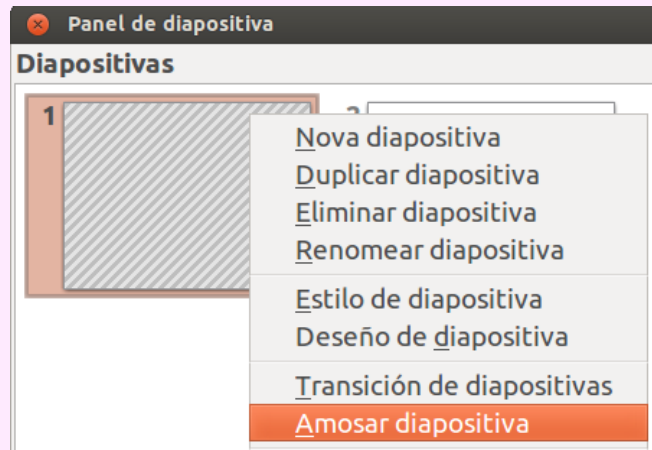 Panel de diapositiva
Diapositivas
1
Nova diapositiva
Duplicar diapositiva
Eliminar diapositiva
Renomear diapositiva
Estilo de diapositiva
Deseño de diapositiva
Transición de diapositivas
Amosar diapositiva